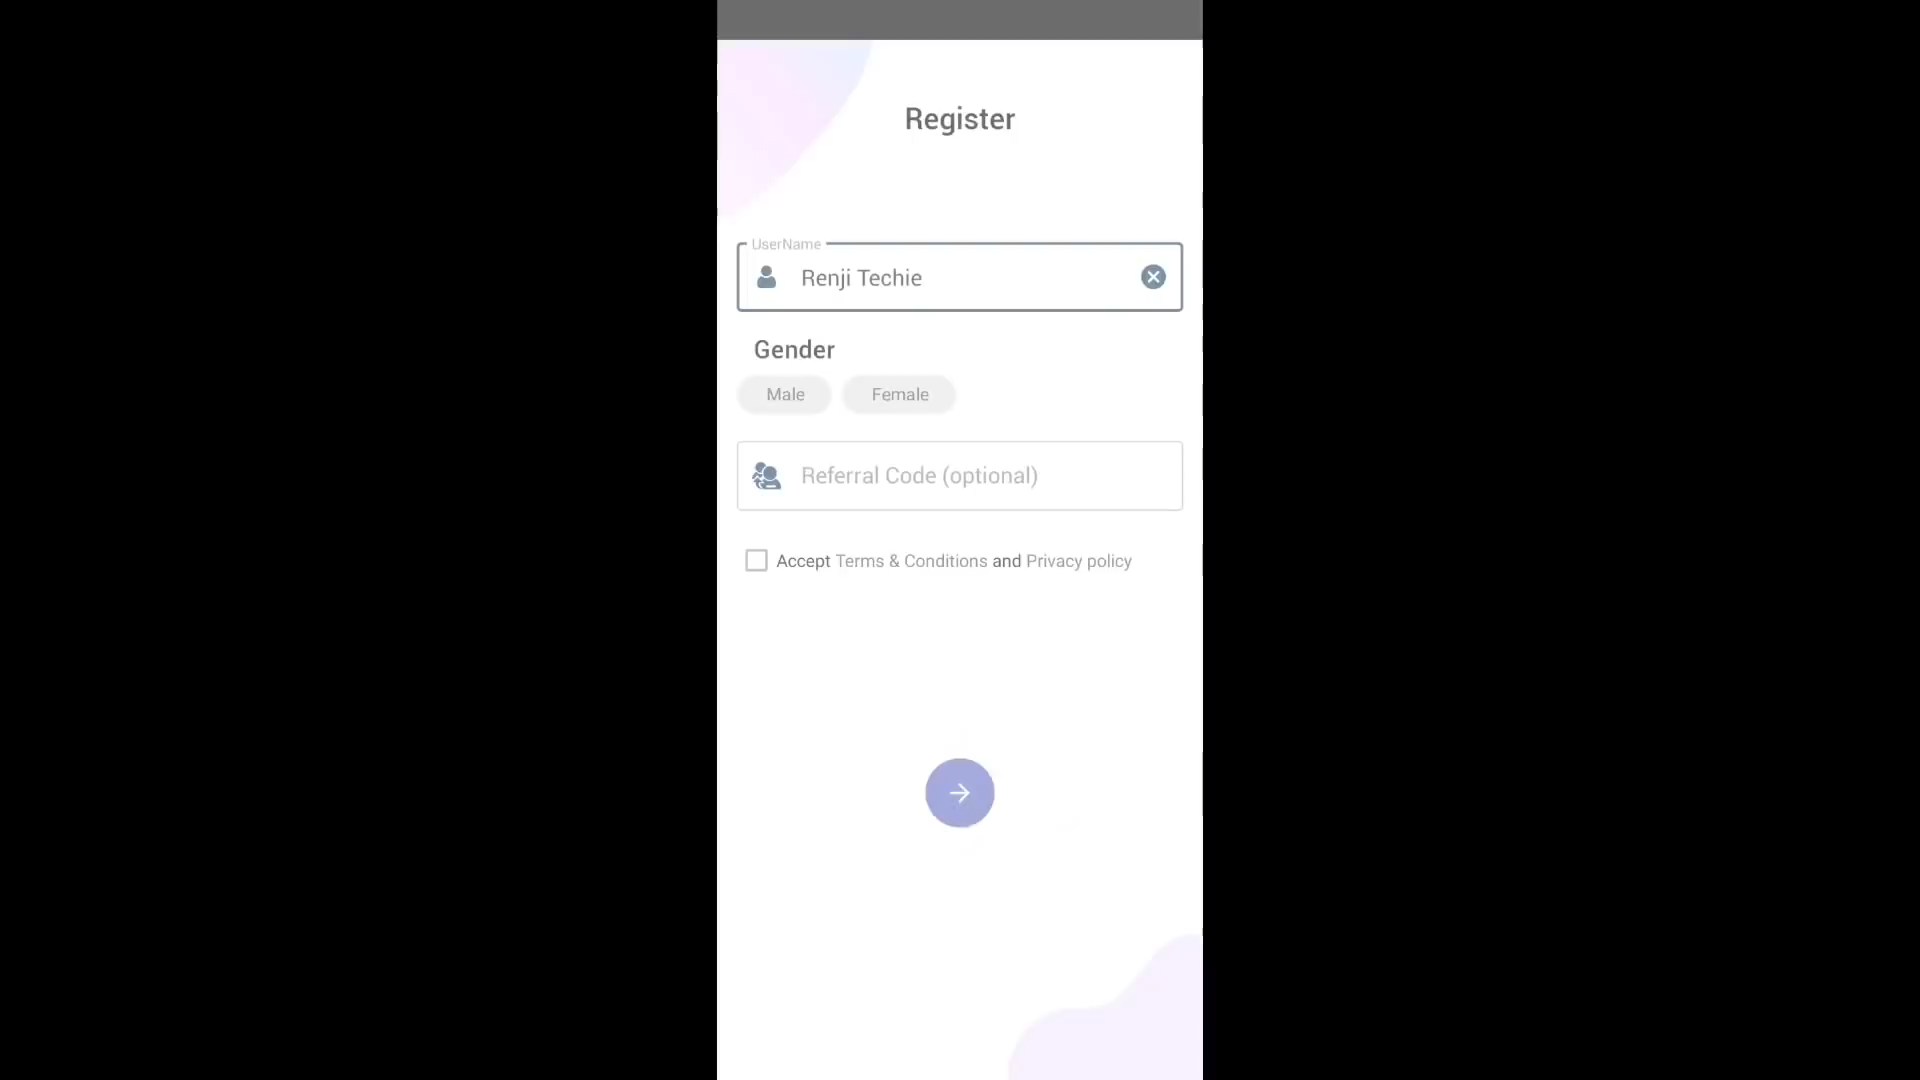 Register
UserName
Renji Techie
Gender
Male Female
Referral Code (optional)
Accept Terms & Conditions and Privacy policy